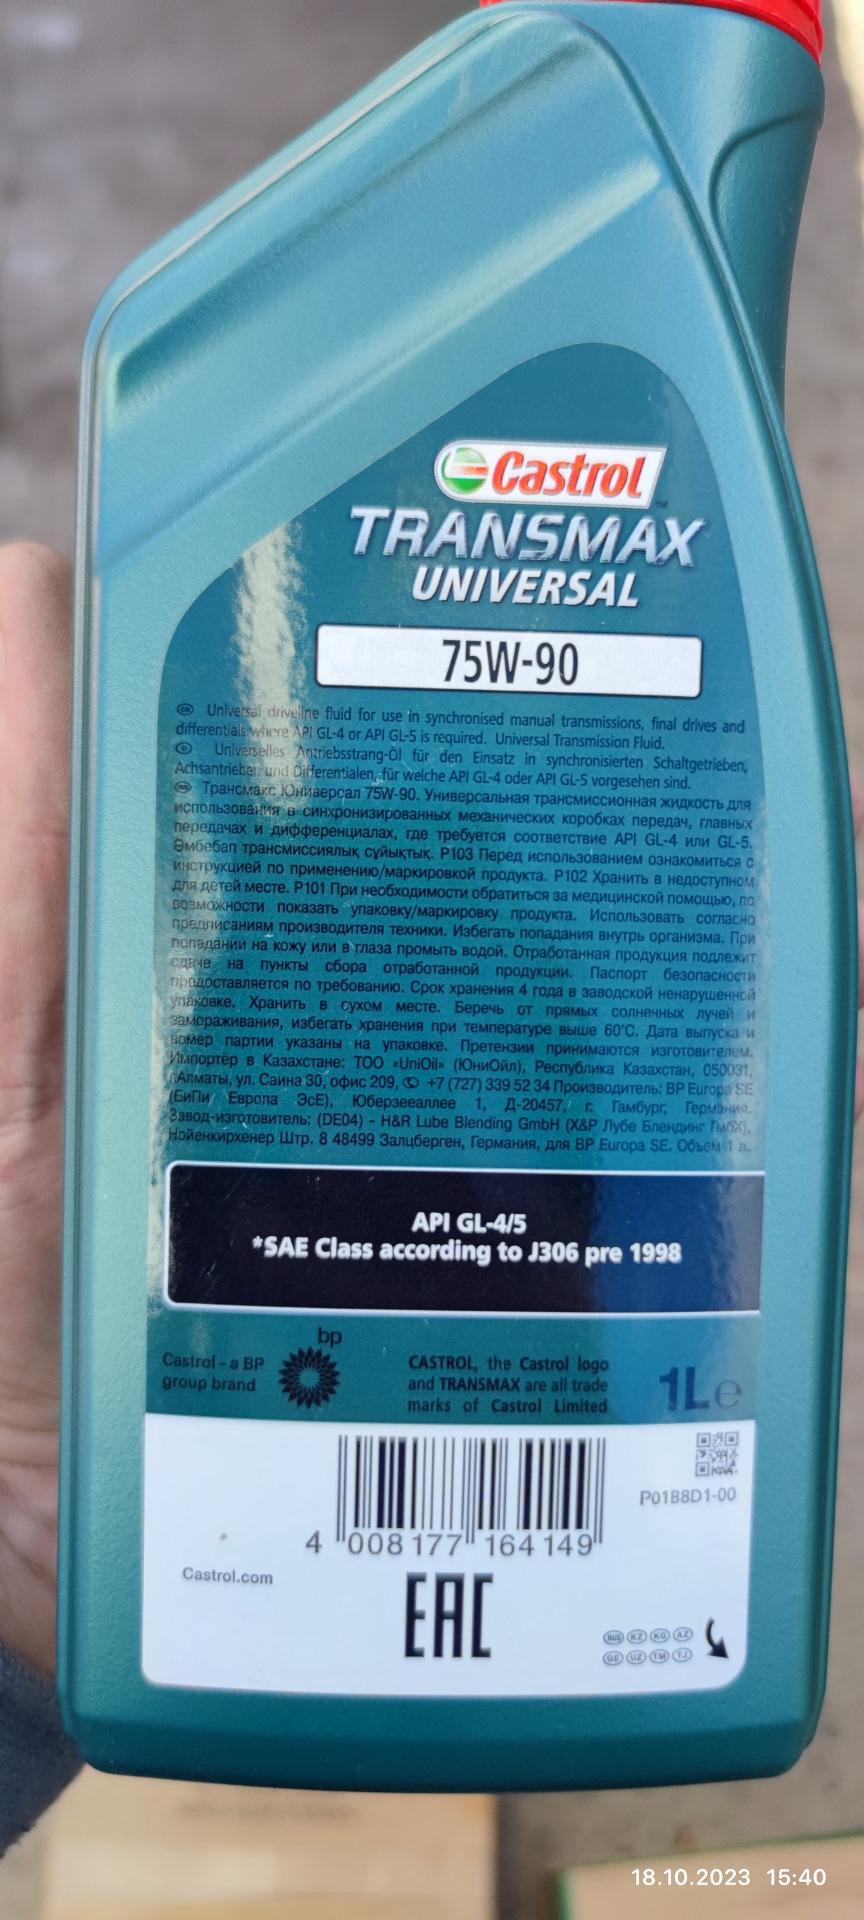 Castrol
TRANSMAX™
UNIVERSAL
75W-90
GB Universal driveline fluid for use in synchronised manual transmissions, final drives and
differentials where API GL-4 or API GL-5 is required. Universal Transmission Fluid.
D Universelles Antriebsstrang-Öl für den Einsatz in synchronisierten Schaltgetrieben,
Achsantrieben und Differentialen, für welche API GL-4 oder API GL-5 vorgesehen sind.
RUS Трансмакс Юниверсал 75W-90. Универсальная трансмиссионная жидкость для
использования в синхронизированных механических коробках передач, главных
передачах и дифференциалах, где требуется соответствие API GL-4 или GL-5.
Әмбебап трансмиссиялық сұйықтық. P103 Перед использованием ознакомиться с
инструкцией по применению/маркировкой продукта. P102 Хранить в недоступном
для детей месте. P101 При необходимости обратиться за медицинской помощью, по
возможности показать упаковку/маркировку продукта. Использовать согласно
предписаниям производителя техники. Избегать попадания внутрь организма. При
попадании на кожу или в глаза промыть водой. Отработанная продукция подлежит
сдаче на пункты сбора отработанной продукции. Паспорт безопасности
предоставляется по требованию. Срок хранения 4 года в заводской ненарушенной
упаковке. Хранить в сухом месте. Беречь от прямых солнечных лучей и
замораживания, избегать хранения при температуре выше 60°C. Дата выпуска и
номер партии указаны на упаковке. Претензии принимаются изготовителем.
Импортёр в Казахстане: ТОО «UniOil» (ЮниОйл), Республика Казахстан, 050031,
г.Алматы, ул. Саина 30, офис 209, ✆ +7 (727) 339 52 34 Производитель: BP Europa SE
(БиПи Европа ЭсЕ), Юберзееаллее 1, Д-20457, г. Гамбург, Германия.
Завод-изготовитель: (DE04) - H&R Lube Blending GmbH (Х&Р Лубе Блендинг ГмбХ),
Нойенкирхенер Штр. 8 48499 Залцберген, Германия, для BP Europa SE. Объем 1 л.
API GL-4/5
*SAE Class according to J306 pre 1998
bp
Castrol - a BP
group brand
CASTROL, the Castrol logo
and TRANSMAX are all trade
marks of Castrol Limited
1L e
P01B8D1-00
4 008177 164149
Castrol.com
EAC
RUS KZ KG AZ
GE UZ TM TJ
18.10.2023 15:40